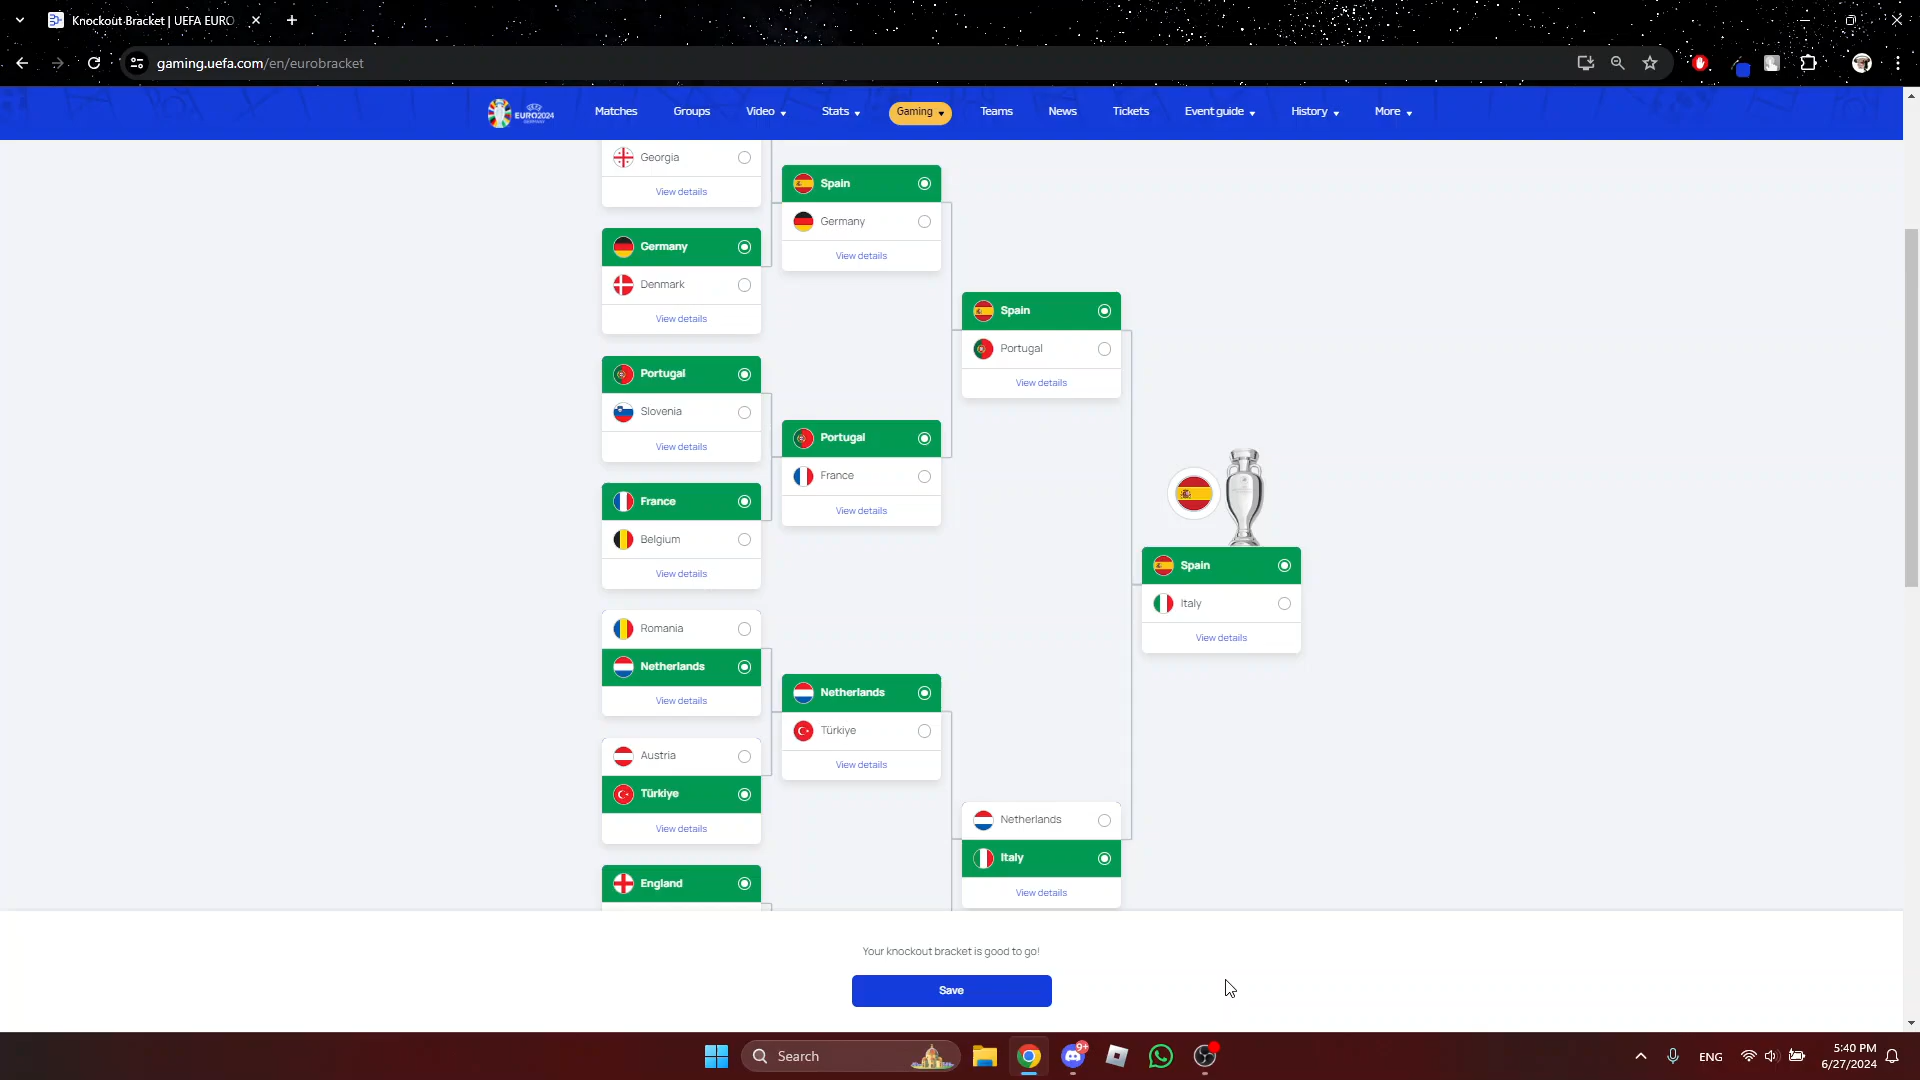 Knockout Bracket | UEFA EURO
gaming.uefa.com/en/eurobracket
UEFA
EURO2024
GERMANY
Matches
Groups
Video
Stats
Gaming
Teams
News
Tickets
Event guide
History
More
Georgia
View details
Germany
Denmark
View details
Portugal
Slovenia
View details
France
Belgium
View details
Romania
Netherlands
View details
Austria
Türkiye
View details
England
Spain
Germany
View details
Portugal
France
View details
Netherlands
Türkiye
View details
Spain
Portugal
View details
Netherlands
Italy
View details
Spain
Italy
View details
Your knockout bracket is good to go!
Save
Search
9+
ENG
5:40 PM
6/27/2024